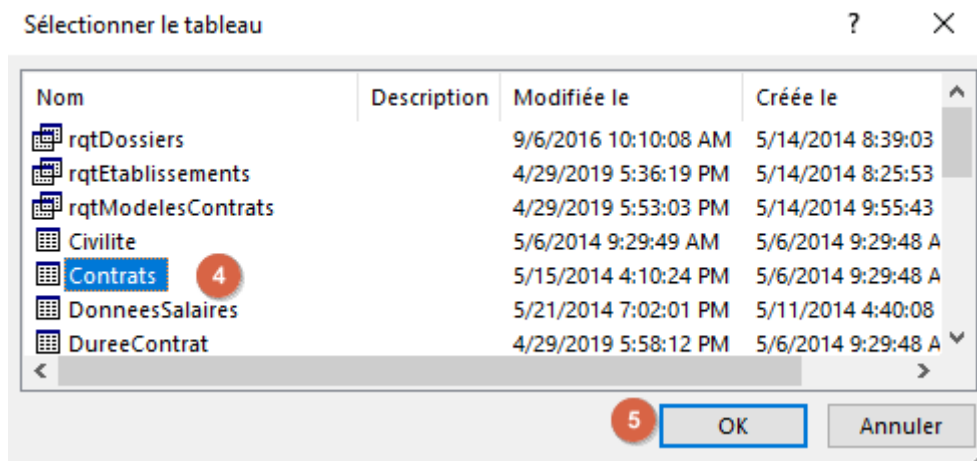 Sélectionner le tableau ? ×
Nom Description Modifiée le Créée le
rqtDossiers 9/6/2016 10:10:08 AM 5/14/2014 8:39:03
rqtEtablissements 4/29/2019 5:36:19 PM 5/14/2014 8:25:53
rqtModelesContrats 4/29/2019 5:53:03 PM 5/14/2014 9:55:43
Civilite 5/6/2014 9:29:49 AM 5/6/2014 9:29:48 A
Contrats 4 5/15/2014 4:10:24 PM 5/6/2014 9:29:48 A
DonneesSalaires 5/21/2014 7:02:01 PM 5/11/2014 4:40:08
DureeContrat 4/29/2019 5:58:12 PM 5/6/2014 9:29:48 A
5 OK Annuler